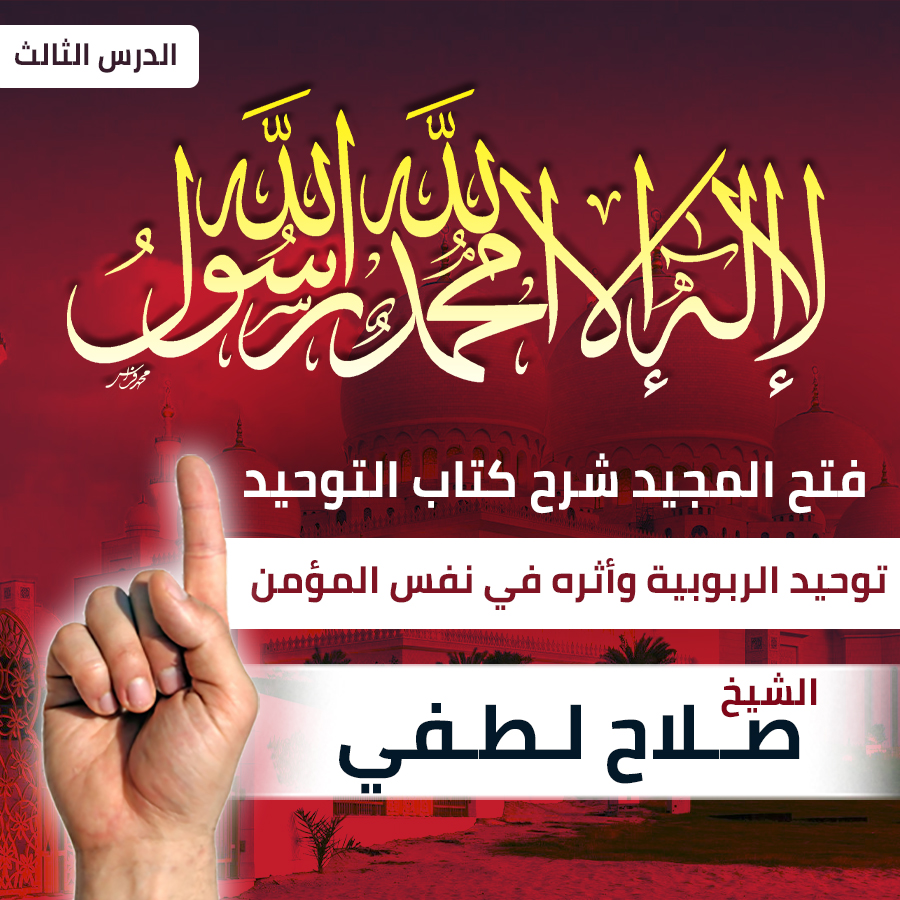 الدرس الثالث
لا إله إلا الله محمد رسول الله
فتح المجيد شرح كتاب التوحيد
توحيد الربوبية وأثره في نفس المؤمن
الشيخ
صلاح لطفي